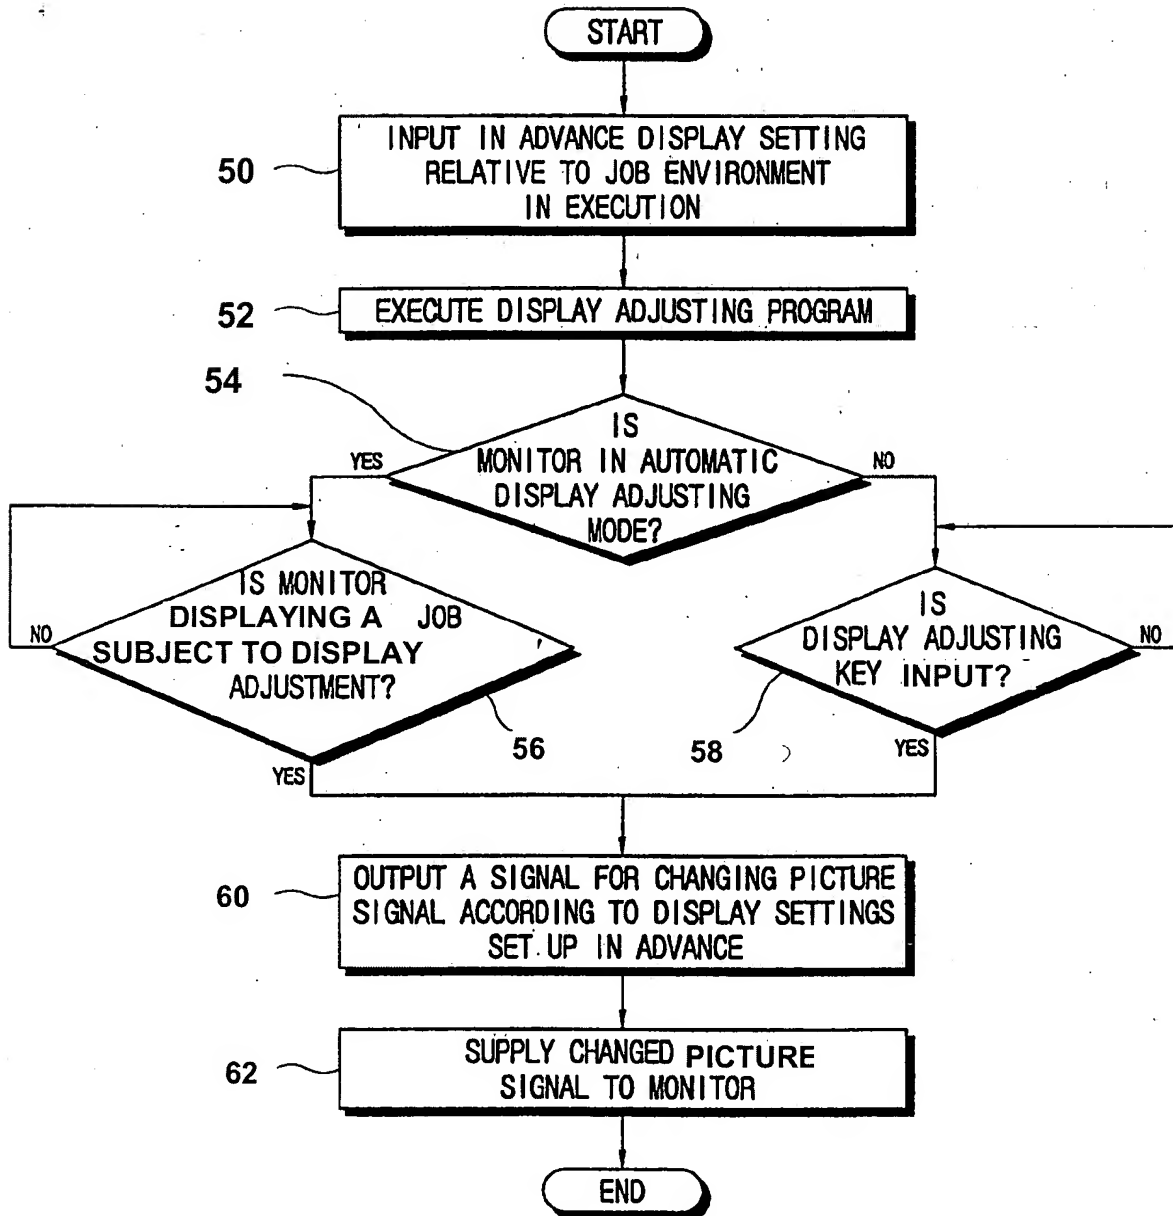 START
50
INPUT IN ADVANCE DISPLAY SETTING
RELATIVE TO JOB ENVIRONMENT
IN EXECUTION
52
EXECUTE DISPLAY ADJUSTING PROGRAM
54
IS
MONITOR IN AUTOMATIC
DISPLAY ADJUSTING
MODE?
YES
NO
IS MONITOR
DISPLAYING A JOB
SUBJECT TO DISPLAY
ADJUSTMENT?
NO
56
YES
IS
DISPLAY ADJUSTING
KEY INPUT?
NO
58
YES
60
OUTPUT A SIGNAL FOR CHANGING PICTURE
SIGNAL ACCORDING TO DISPLAY SETTINGS
SET UP IN ADVANCE
62
SUPPLY CHANGED PICTURE
SIGNAL TO MONITOR
END